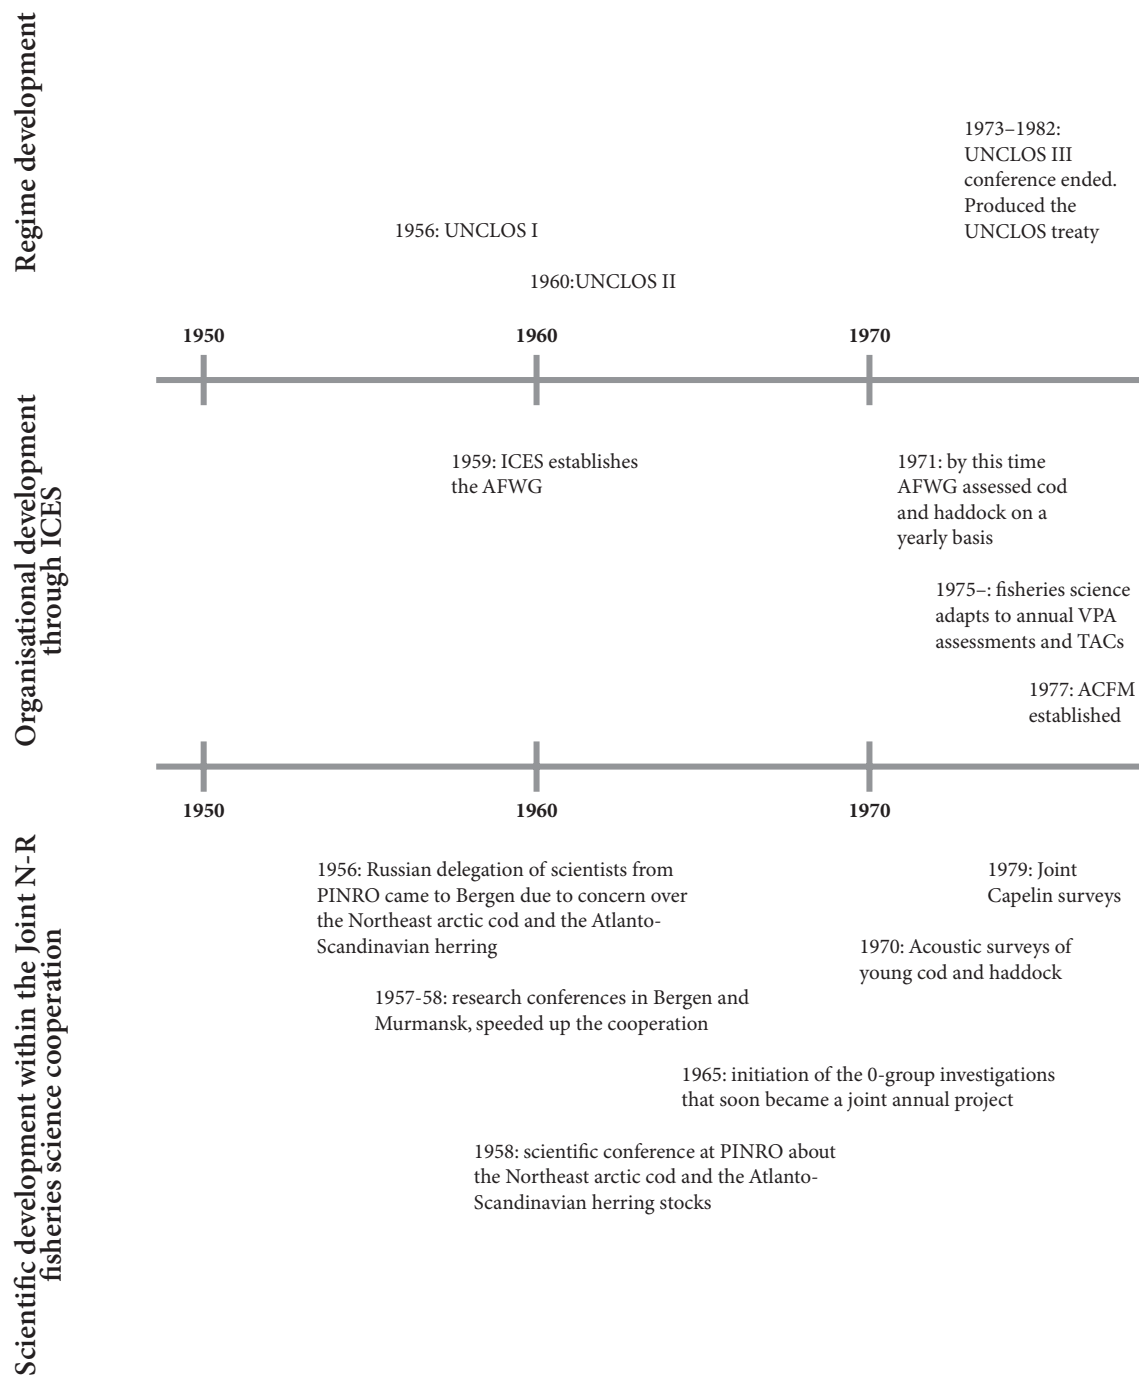 Regime development
1973–1982:
UNCLOS III
conference ended.
Produced the
UNCLOS treaty
1956: UNCLOS I
1960:UNCLOS II
1950
1960
1970
Organisational development
through ICES
1959: ICES establishes
the AFWG
1971: by this time
AFWG assessed cod
and haddock on a
yearly basis
1975–: fisheries science
adapts to annual VPA
assessments and TACs
1977: ACFM
established
1950
1960
1970
Scientific development within the Joint N-R
fisheries science cooperation
1956: Russian delegation of scientists from
PINRO came to Bergen due to concern over
the Northeast arctic cod and the Atlanto-
Scandinavian herring
1979: Joint
Capelin surveys
1970: Acoustic surveys of
young cod and haddock
1957-58: research conferences in Bergen and
Murmansk, speeded up the cooperation
1965: initiation of the 0-group investigations
that soon became a joint annual project
1958: scientific conference at PINRO about
the Northeast arctic cod and the Atlanto-
Scandinavian herring stocks